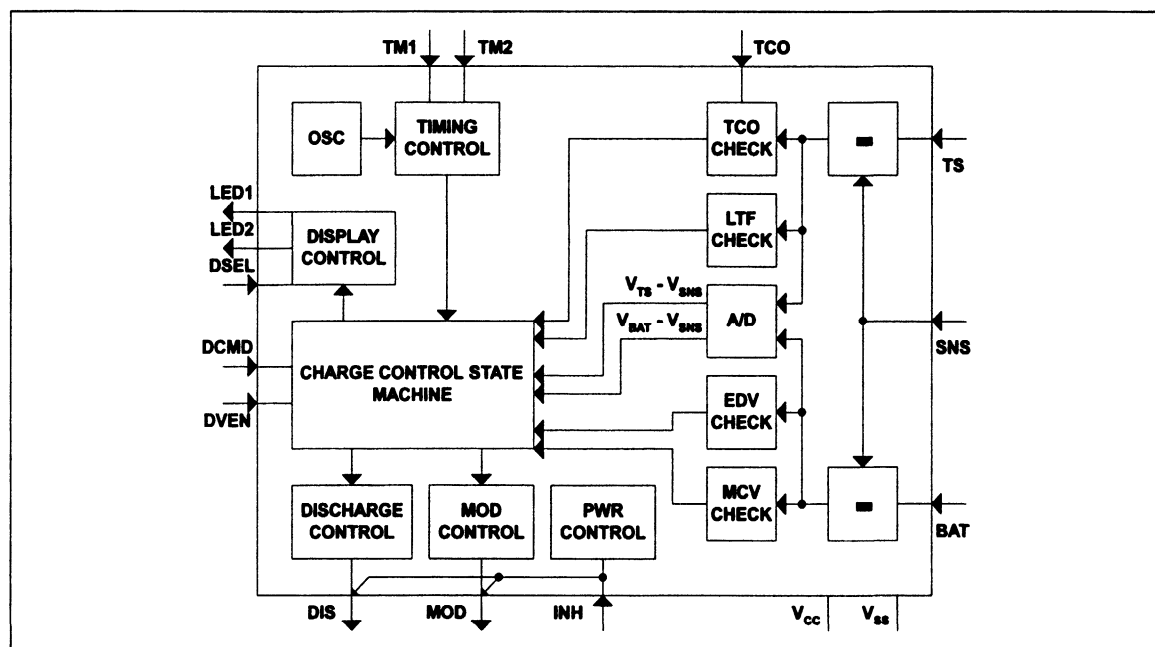 TM1
TM2
TCO
OSC
TIMING
CONTROL
TCO
CHECK
TS
LED1
LED2
DSEL
DISPLAY
CONTROL
LTF
CHECK
V_TS - V_SNS
V_BAT - V_SNS
A/D
SNS
DCMD
DVEN
CHARGE CONTROL STATE
MACHINE
EDV
CHECK
DISCHARGE
CONTROL
MOD
CONTROL
PWR
CONTROL
MCV
CHECK
BAT
DIS
MOD
INH
V_CC
V_SS